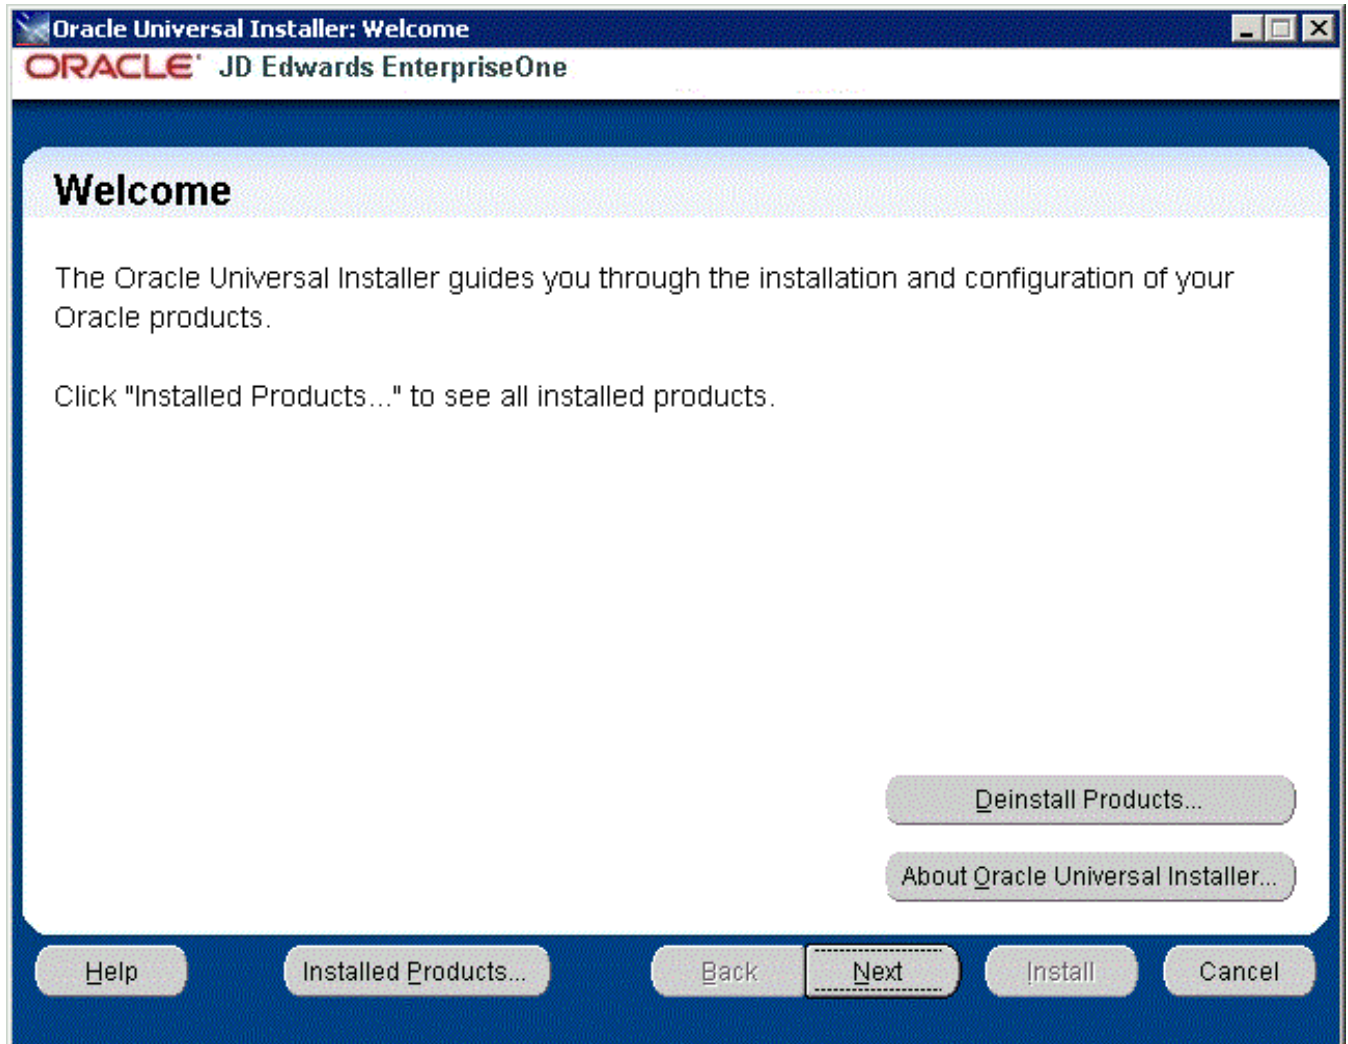 Oracle Universal Installer: Welcome
ORACLE' JD Edwards EnterpriseOne
Welcome
The Oracle Universal Installer guides you through the installation and configuration of your
Oracle products.
Click "Installed Products..." to see all installed products.
Deinstall Products...
About Oracle Universal Installer...
Help Installed Products... Back Next Install Cancel